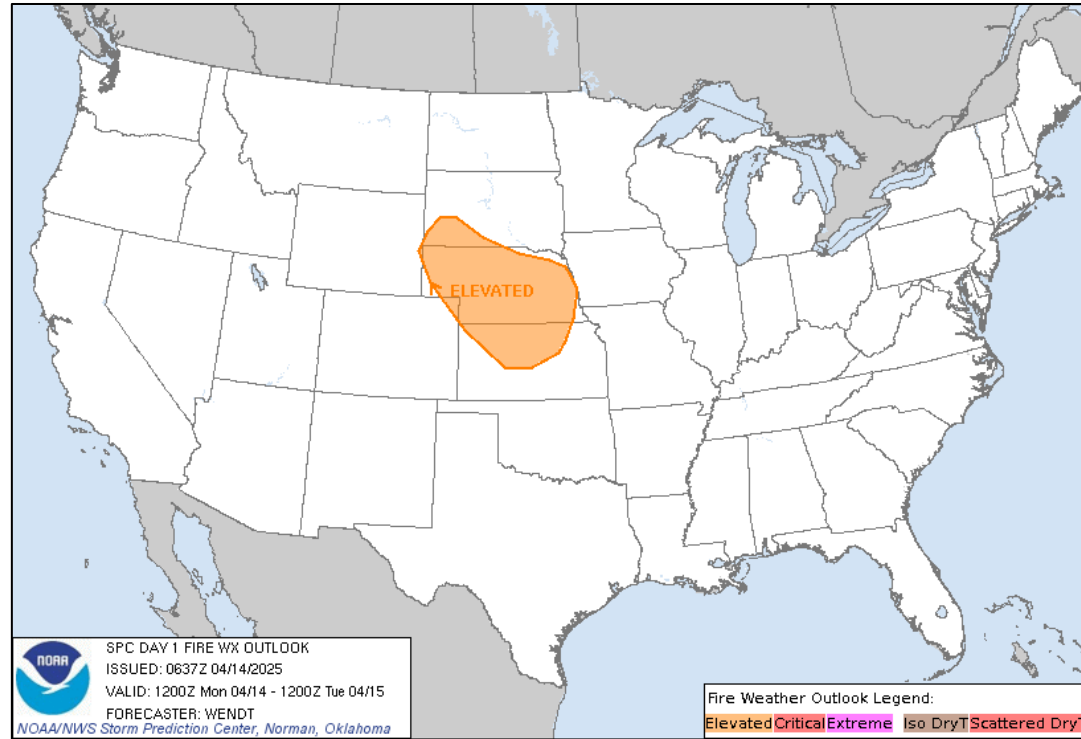 ELEVATED
NOAA
SPC DAY 1 FIRE WX OUTLOOK
ISSUED: 0637Z 04/14/2025
VALID: 1200Z Mon 04/14 - 1200Z Tue 04/15
FORECASTER: WENDT
NOAA/NWS Storm Prediction Center, Norman, Oklahoma
Fire Weather Outlook Legend:
Elevated Critical Extreme Iso DryT Scattered DryT